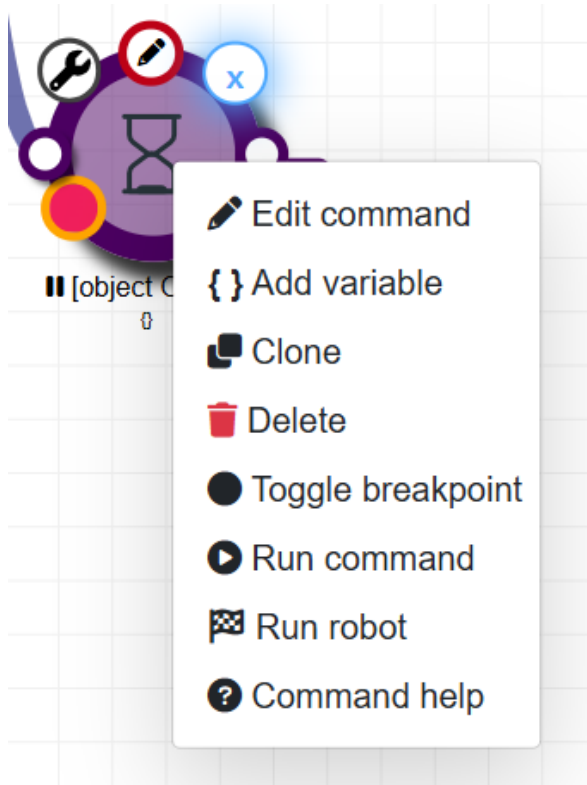 x
[object
{}
Edit command
{ } Add variable
Clone
Delete
Toggle breakpoint
Run command
Run robot
? Command help